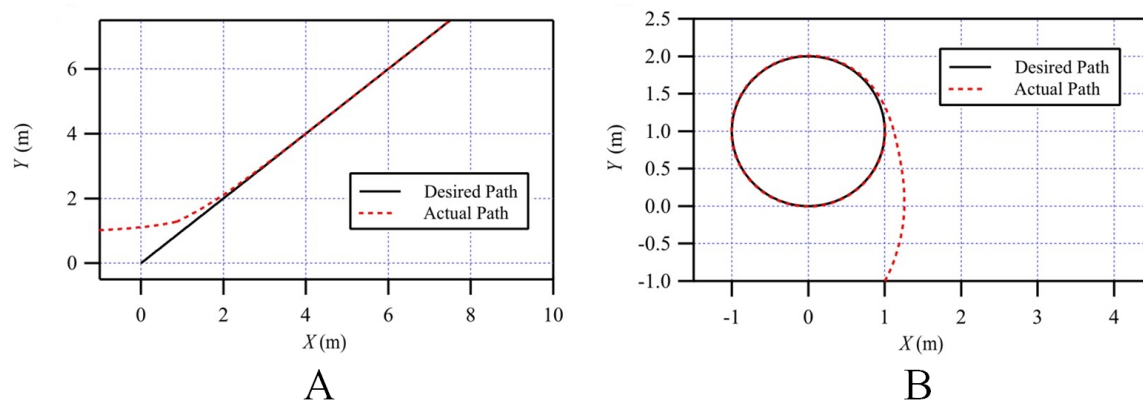 6
4
2
0
Y (m)
Desired Path
Actual Path
0 2 4 6 8 10
X (m)
A
2.5
2.0
1.5
1.0
0.5
0.0
-0.5
-1.0
Y (m)
Desired Path
Actual Path
-1 0 1 2 3 4
X (m)
B